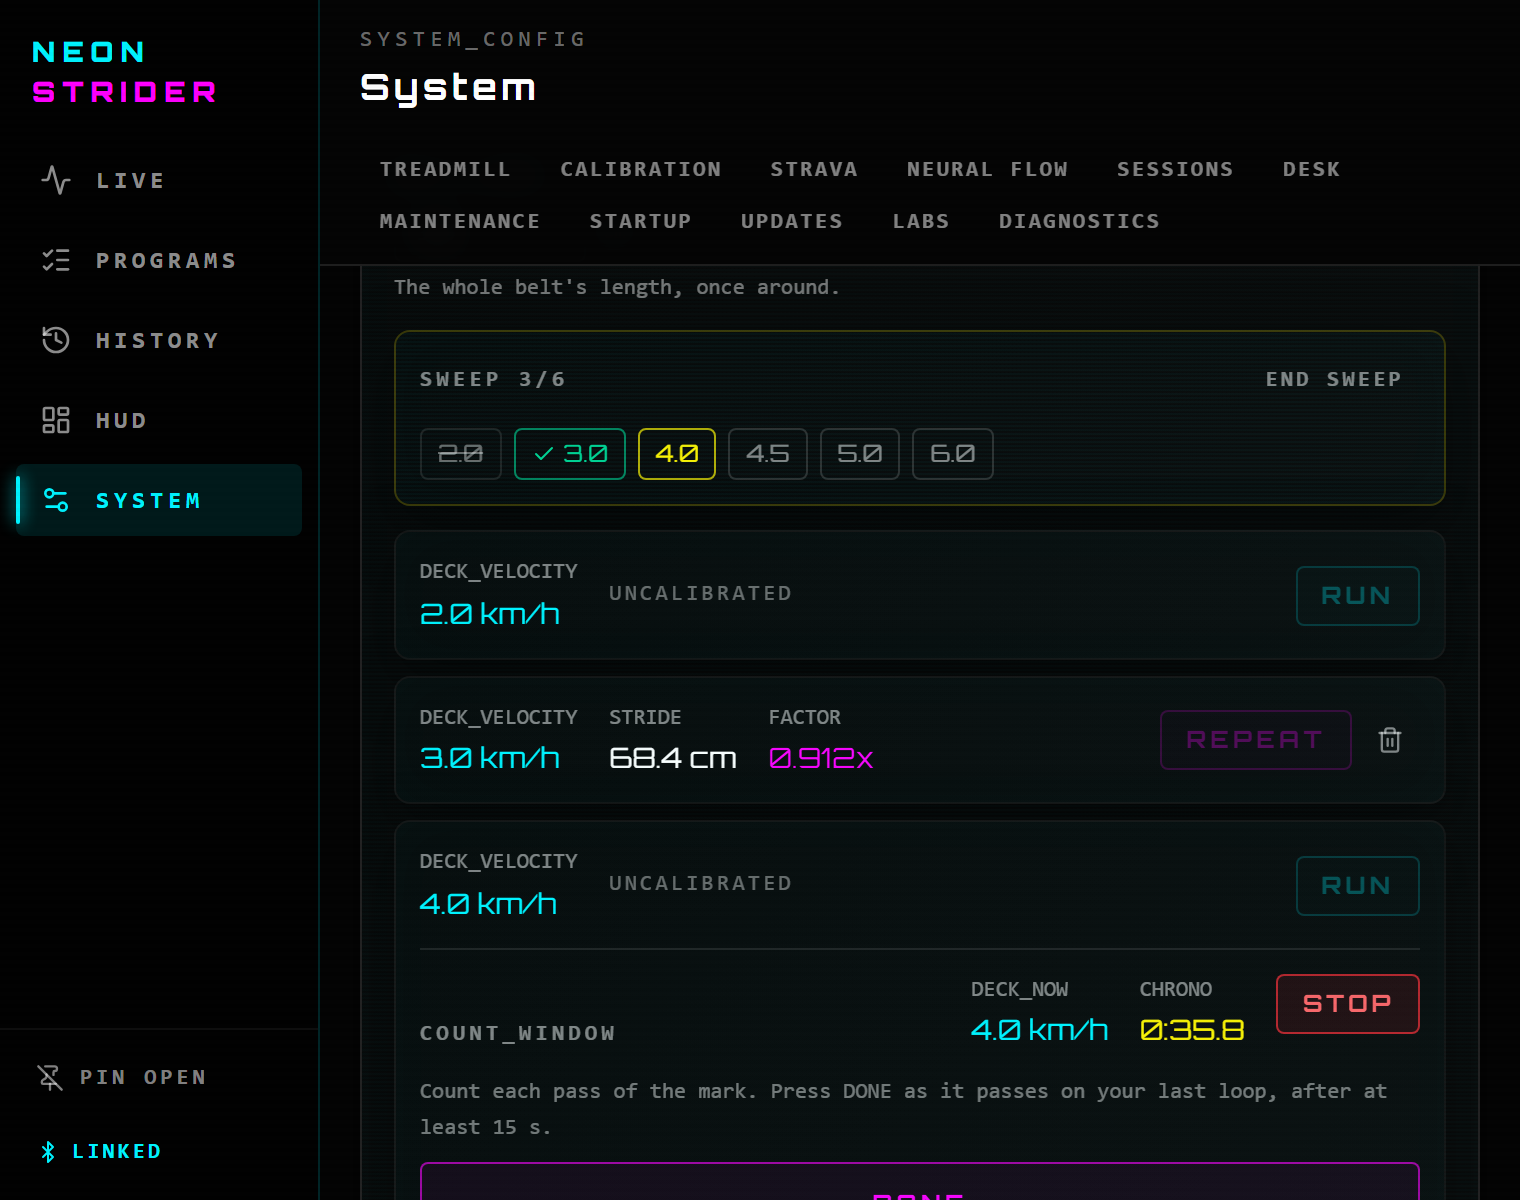 NEON
STRIDER
LIVE
PROGRAMS
HISTORY
HUD
SYSTEM
PIN OPEN
LINKED
SYSTEM_CONFIG
System
TREADMILL CALIBRATION STRAVA NEURAL FLOW SESSIONS DESK
MAINTENANCE STARTUP UPDATES LABS DIAGNOSTICS
The whole belt's length, once around.
SWEEP 3/6 END SWEEP
2.0 3.0 4.0 4.5 5.0 6.0
DECK_VELOCITY
2.0 km/h UNCALIBRATED RUN
DECK_VELOCITY STRIDE FACTOR
3.0 km/h 68.4 cm 0.912x REPEAT
DECK_VELOCITY
4.0 km/h UNCALIBRATED RUN
DECK_NOW CHRONO
COUNT_WINDOW 4.0 km/h 0:35.8 STOP
Count each pass of the mark. Press DONE as it passes on your last loop, after at
least 15 s.
DONE